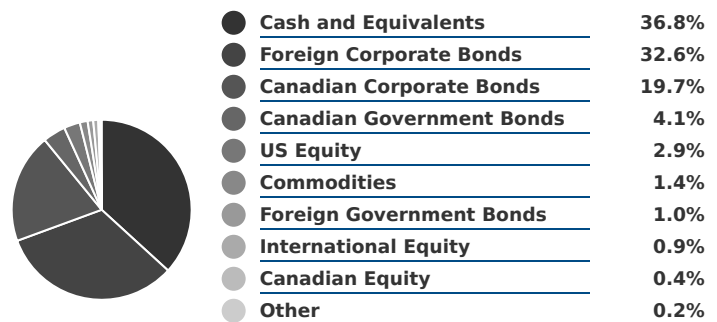 Cash and Equivalents 36.8%
Foreign Corporate Bonds 32.6%
Canadian Corporate Bonds 19.7%
Canadian Government Bonds 4.1%
US Equity 2.9%
Commodities 1.4%
Foreign Government Bonds 1.0%
International Equity 0.9%
Canadian Equity 0.4%
Other 0.2%